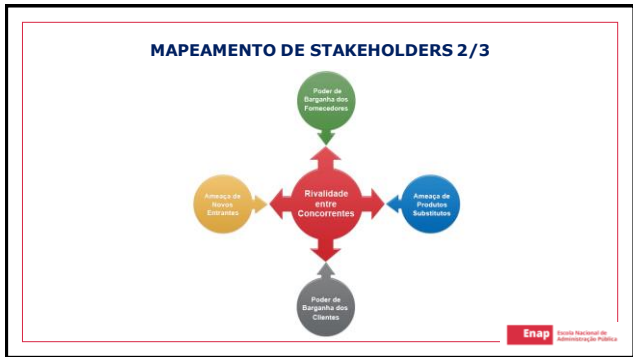 MAPEAMENTO DE STAKEHOLDERS 2/3
Poder de
Barganha dos
Fornecedores
Ameaça de
Novos
Entrantes
Rivalidade
entre
Concorrentes
Ameaça de
Produtos
Substitutos
Poder de
Barganha dos
Clientes
Enap
Escola Nacional de
Administração Pública